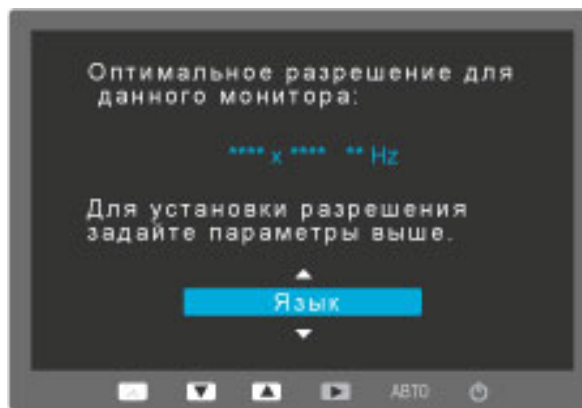 Оптимальное разрешение для
данного монитора:
**** x **** ** Hz
Для установки разрешения
задайте параметры выше.
Язык
АВТО